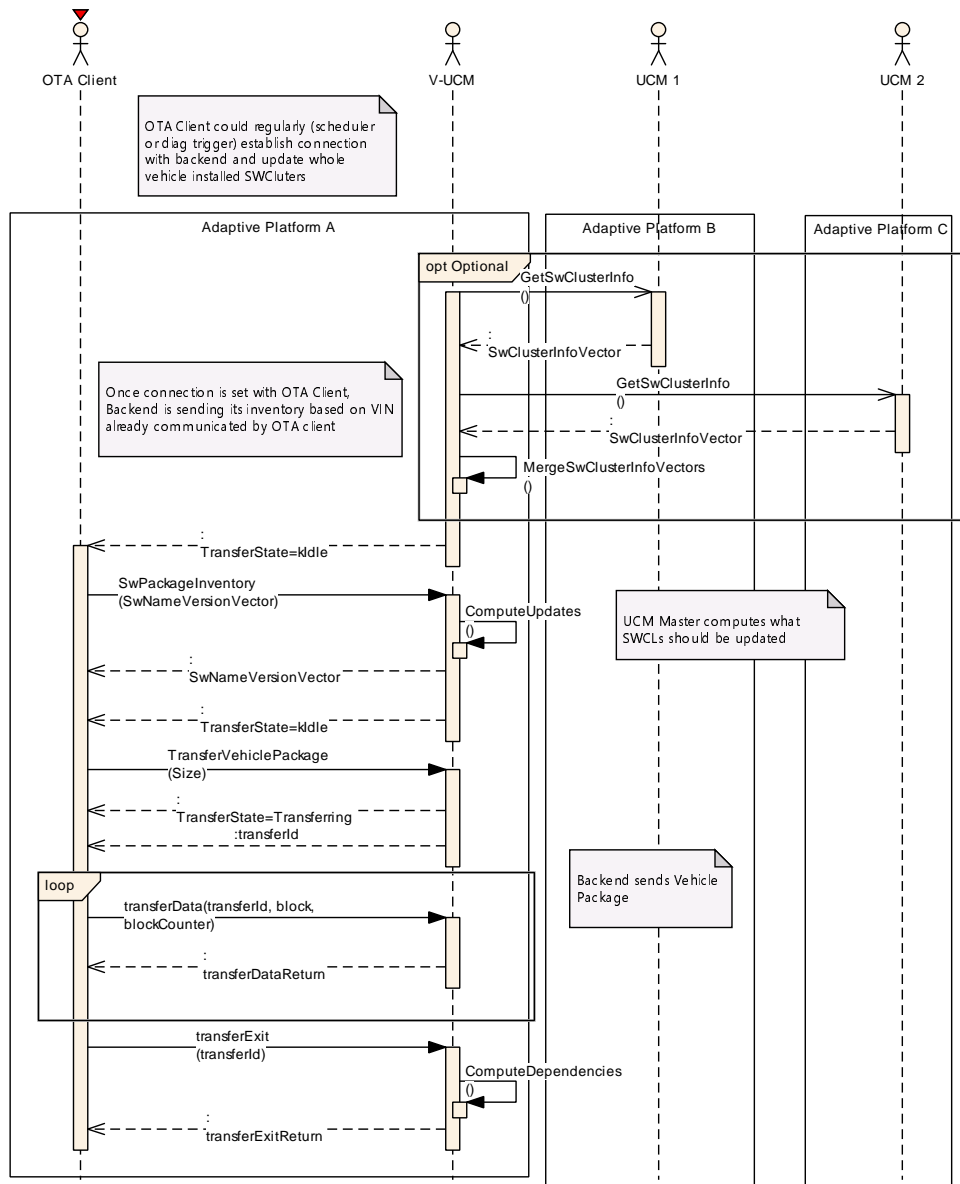 OTA Client
V-UCM
UCM 1
UCM 2
OTA Client could regularly (scheduler
or diag trigger) establish connection
with backend and update whole
vehicle installed SWCluters
Adaptive Platform A
Adaptive Platform B
Adaptive Platform C
opt Optional
GetSwClusterInfo
()
:
SwClusterInfoVector
Once connection is set with OTA Client,
Backend is sending its inventory based on VIN
already communicated by OTA client
GetSwClusterInfo
()
:
SwClusterInfoVector
MergeSwClusterInfoVectors
()
:
TransferState=kIdle
SwPackageInventory
(SwNameVersionVector)
ComputeUpdates
()
UCM Master computes what
SWCLs should be updated
:
SwNameVersionVector
:
TransferState=kIdle
TransferVehiclePackage
(Size)
:
TransferState=Transferring
:transferId
loop
Backend sends Vehicle
Package
transferData(transferId, block,
blockCounter)
:
transferDataReturn
transferExit
(transferId)
ComputeDependencies
()
:
transferExitReturn